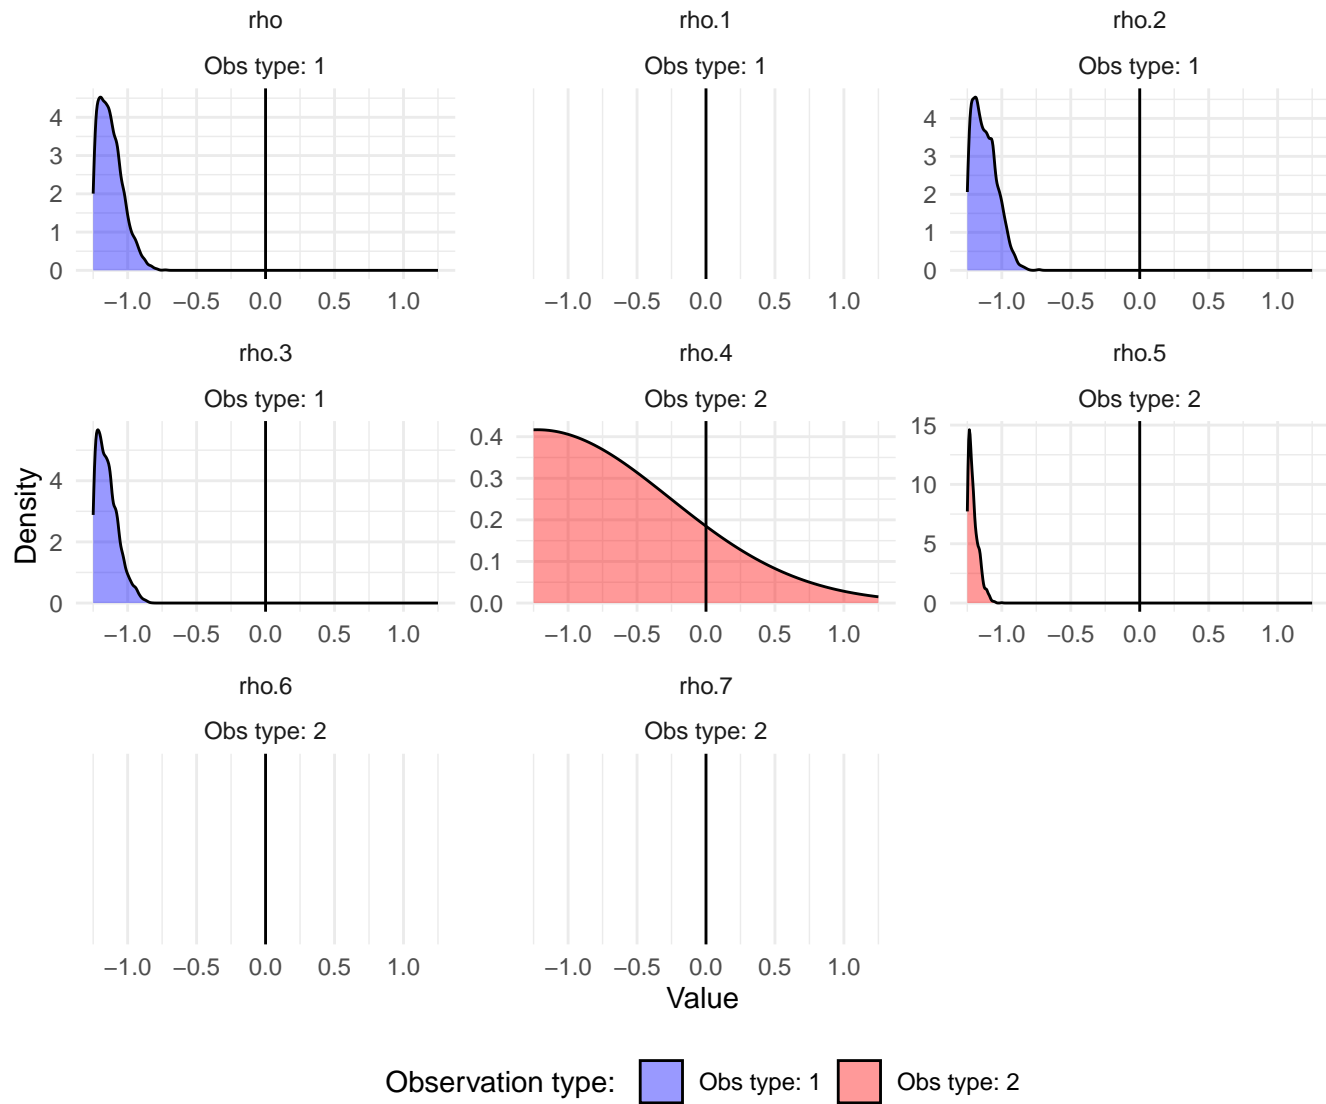 rho
rho.1
rho.2
Obs type: 1
Obs type: 1
Obs type: 1
4
3
2
1
0
4
3
2
1
0
−1.0 −0.5 0.0 0.5 1.0
−1.0 −0.5 0.0 0.5 1.0
−1.0 −0.5 0.0 0.5 1.0
rho.3
rho.4
rho.5
Obs type: 1
Obs type: 2
Obs type: 2
Density
4
2
0
0.4
0.3
0.2
0.1
0.0
15
10
5
0
−1.0 −0.5 0.0 0.5 1.0
−1.0 −0.5 0.0 0.5 1.0
−1.0 −0.5 0.0 0.5 1.0
rho.6
rho.7
Obs type: 2
Obs type: 2
−1.0 −0.5 0.0 0.5 1.0
−1.0 −0.5 0.0 0.5 1.0
Value
Observation type: Obs type: 1 Obs type: 2